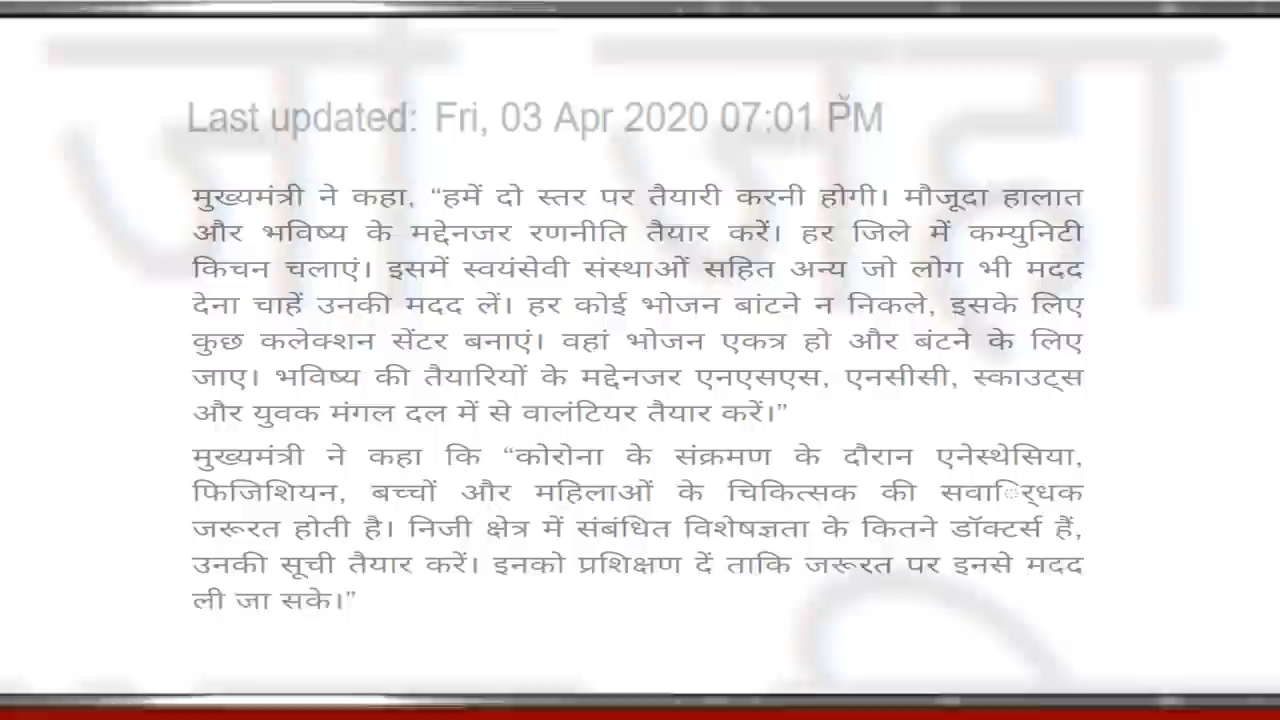 Last updated: Fri, 03 Apr 2020 07:01 PM
मुख्यमंत्री ने कहा, “हमें दो स्तर पर तैयारी करनी होगी। मौजूदा हालात
और भविष्य के मद्देनजर रणनीति तैयार करें। हर जिले में कम्युनिटी
किचन चलाएं। इसमें स्वयंसेवी संस्थाओं सहित अन्य जो लोग भी मदद
देना चाहें उनकी मदद लें। हर कोई भोजन बांटने न निकले, इसके लिए
कुछ कलेक्शन सेंटर बनाएं। वहां भोजन एकत्र हो और बंटने के लिए
जाए। भविष्य की तैयारियों के मद्देनजर एनएसएस, एनसीसी, स्काउट्स
और युवक मंगल दल में से वालंटियर तैयार करें।”
मुख्यमंत्री ने कहा कि “कोरोना के संक्रमण के दौरान एनेस्थेसिया,
फिजिशियन, बच्चों और महिलाओं के चिकित्सक की सवार्िधक
जरूरत होती है। निजी क्षेत्र में संबंधित विशेषज्ञता के कितने डॉक्टर्स हैं,
उनकी सूची तैयार करें। इनको प्रशिक्षण दें ताकि जरूरत पर इनसे मदद
ली जा सके।”